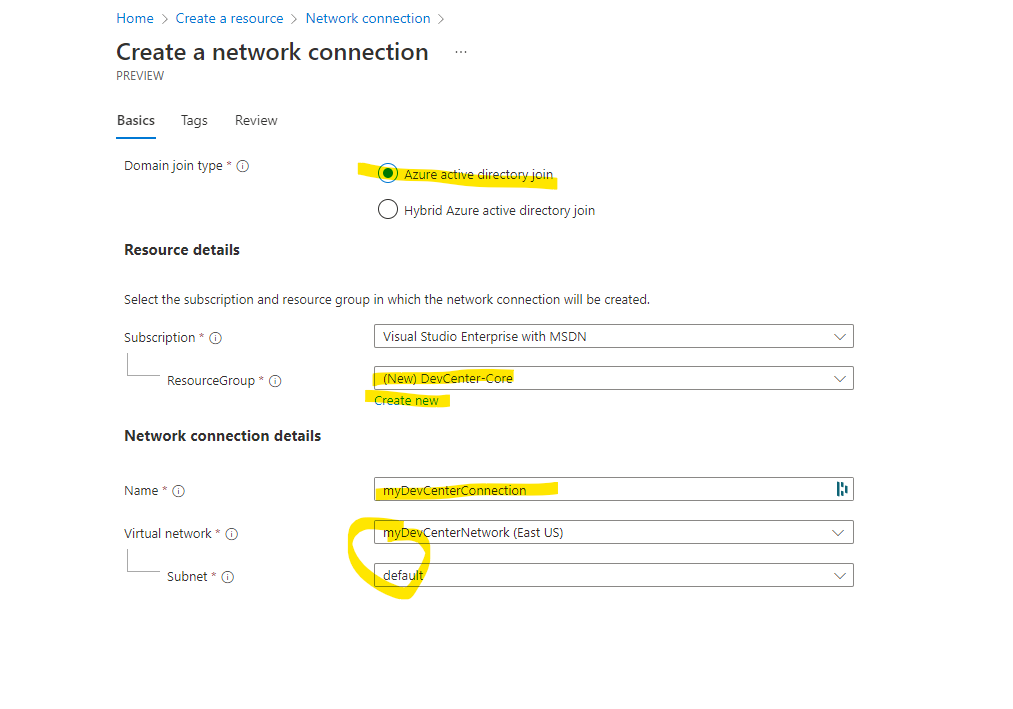 Home > Create a resource > Network connection >
Create a network connection ...
PREVIEW
Basics Tags Review
Domain join type *
Azure active directory join
Hybrid Azure active directory join
Resource details
Select the subscription and resource group in which the network connection will be created.
Subscription * Visual Studio Enterprise with MSDN
ResourceGroup * (New) DevCenter-Core
Create new
Network connection details
Name * myDevCenterConnection
Virtual network * myDevCenterNetwork (East US)
Subnet * default